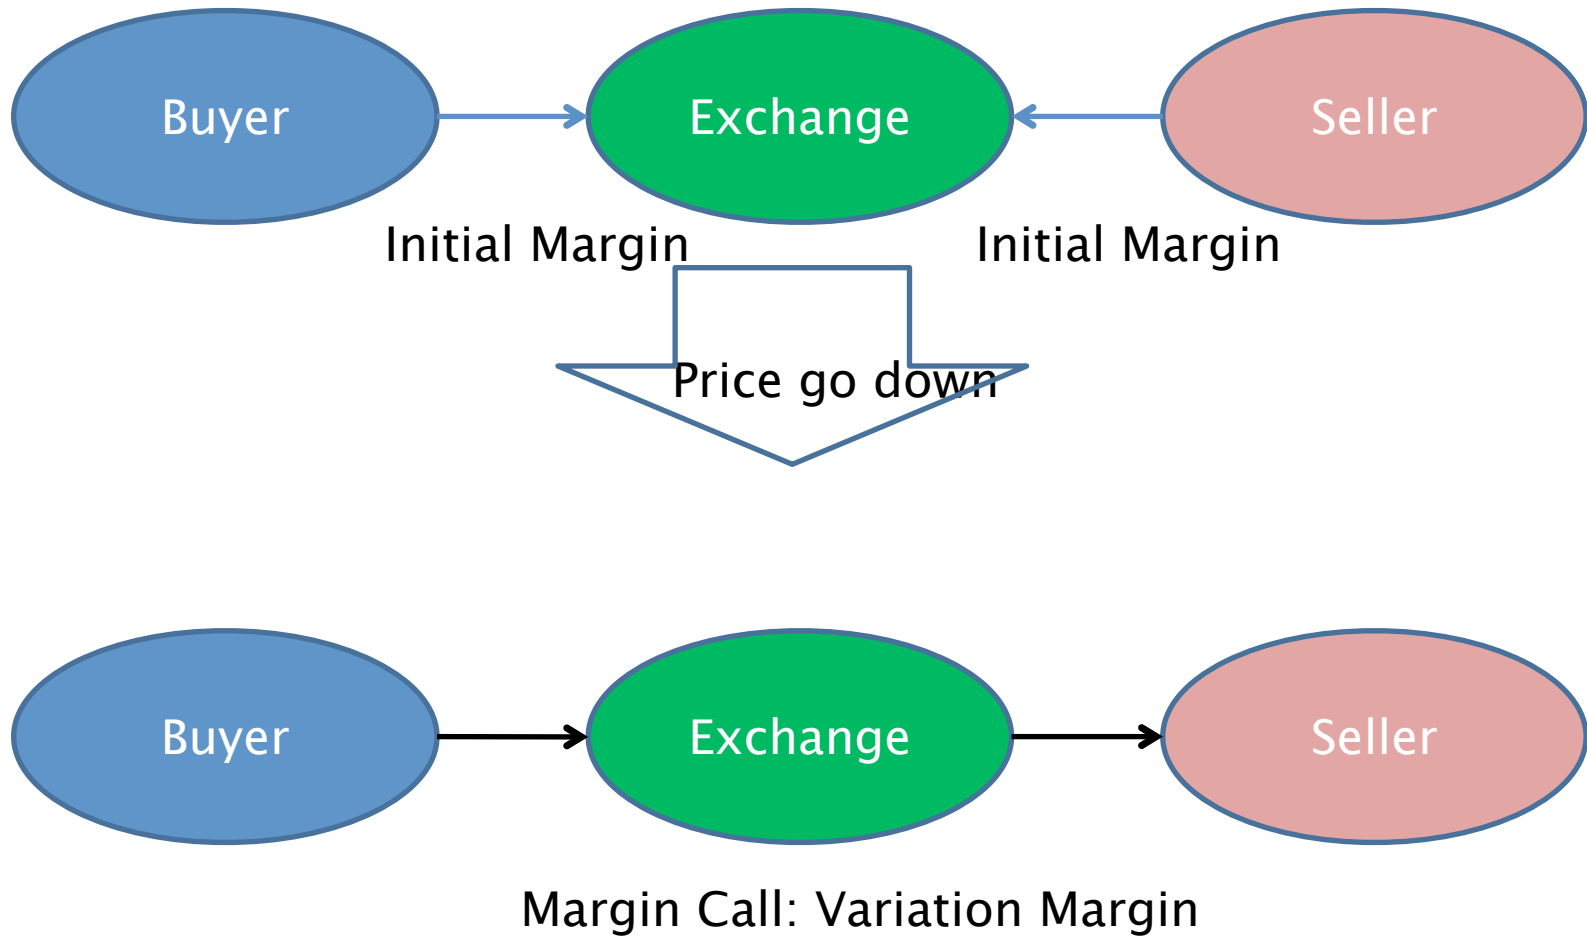 Buyer
Exchange
Seller
Initial Margin
Initial Margin
Price go down
Buyer
Exchange
Seller
Margin Call: Variation Margin